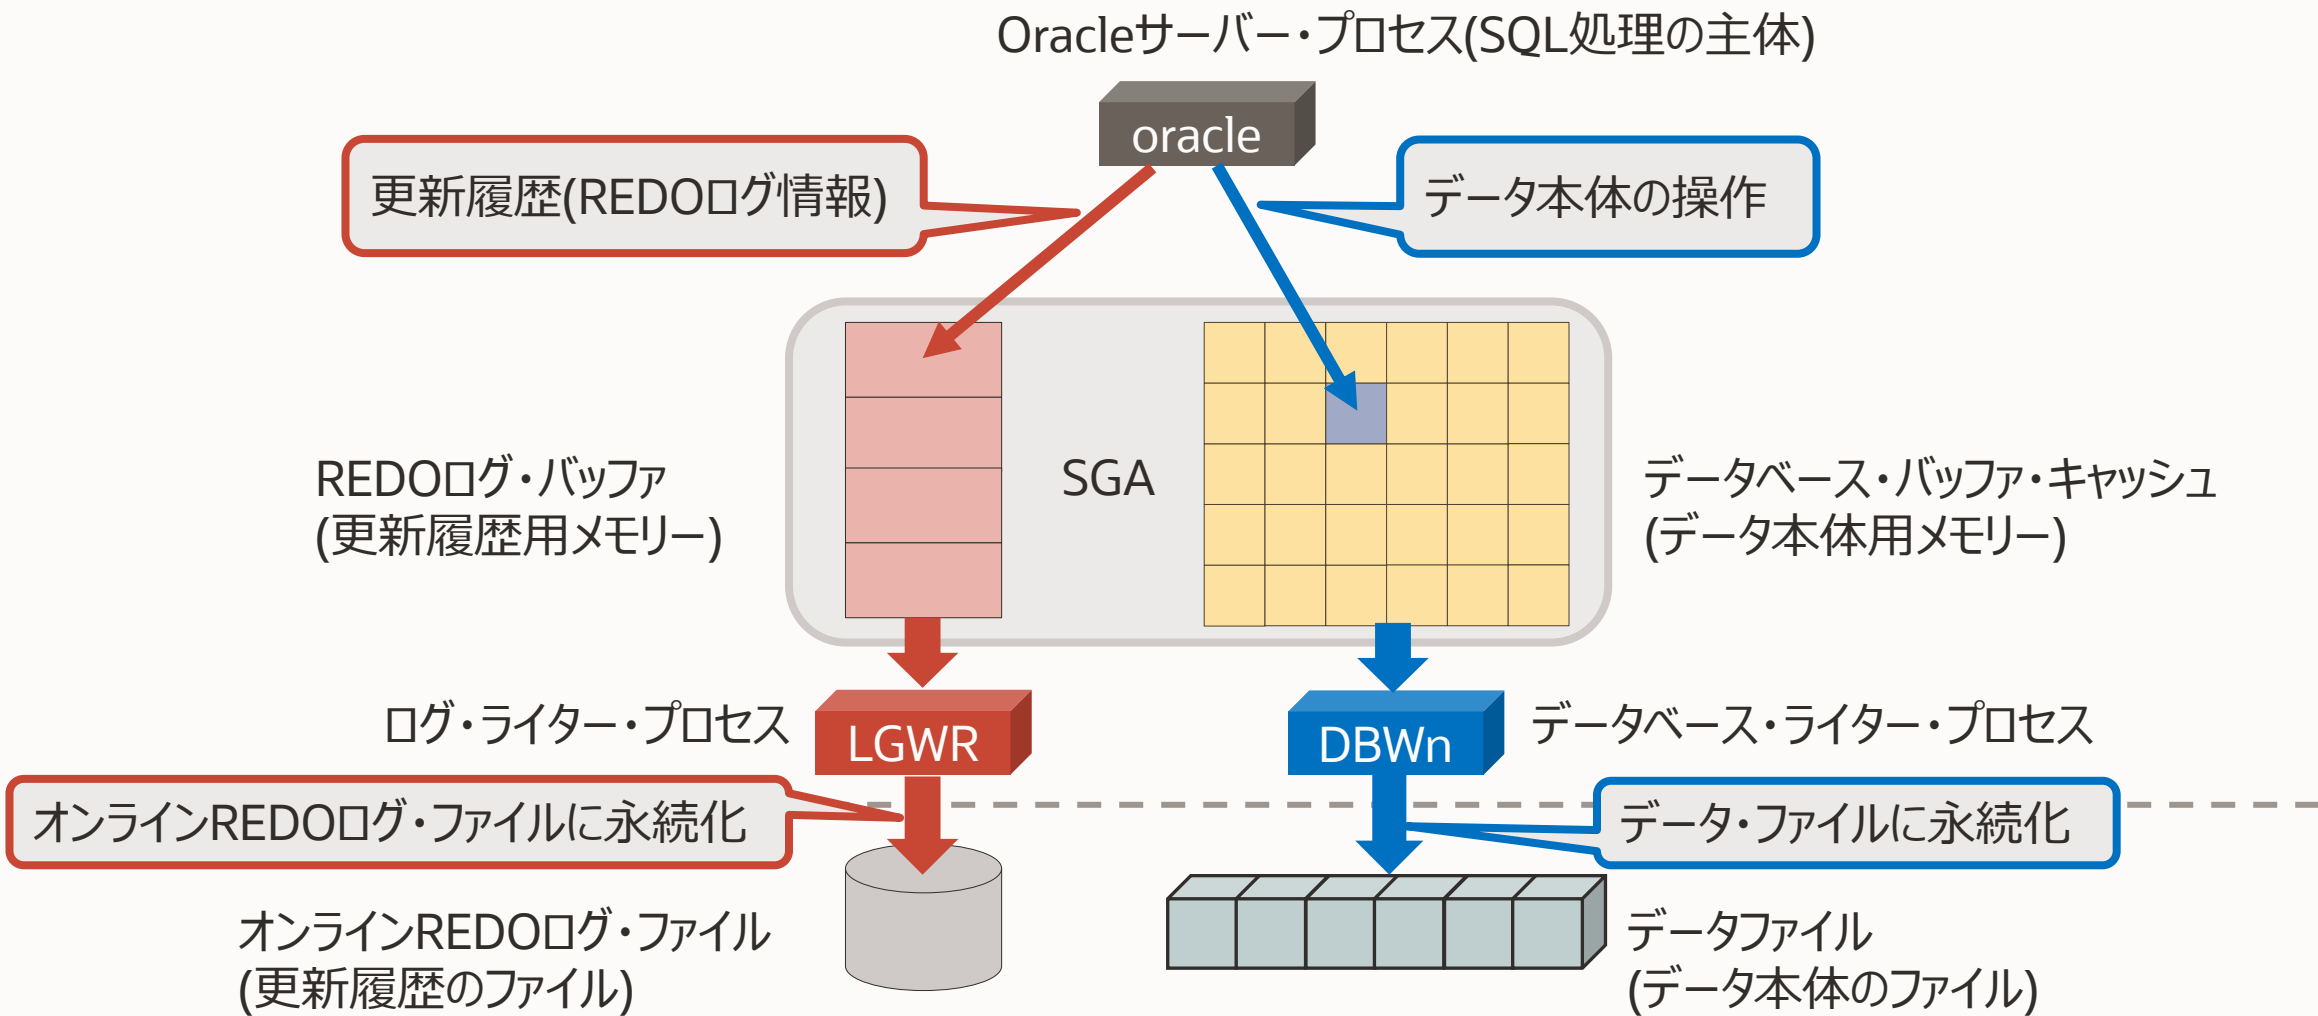 Oracleサーバー・プロセス(SQL処理の主体)
oracle
更新履歴(REDOログ情報)
データ本体の操作
REDOログ・バッファ
(更新履歴用メモリー)
SGA
データベース・バッファ・キャッシュ
(データ本体用メモリー)
ログ・ライター・プロセス
LGWR
DBWn
データベース・ライター・プロセス
オンラインREDOログ・ファイルに永続化
データ・ファイルに永続化
オンラインREDOログ・ファイル
(更新履歴のファイル)
データファイル
(データ本体のファイル)